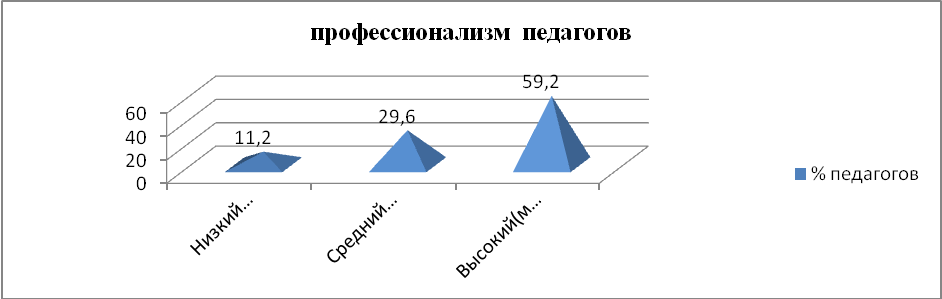 профессионализм педагогов
59,2
29,6
11,2
60
40
20
0
Низкий...
Средний...
Высокий(м...
% педагогов